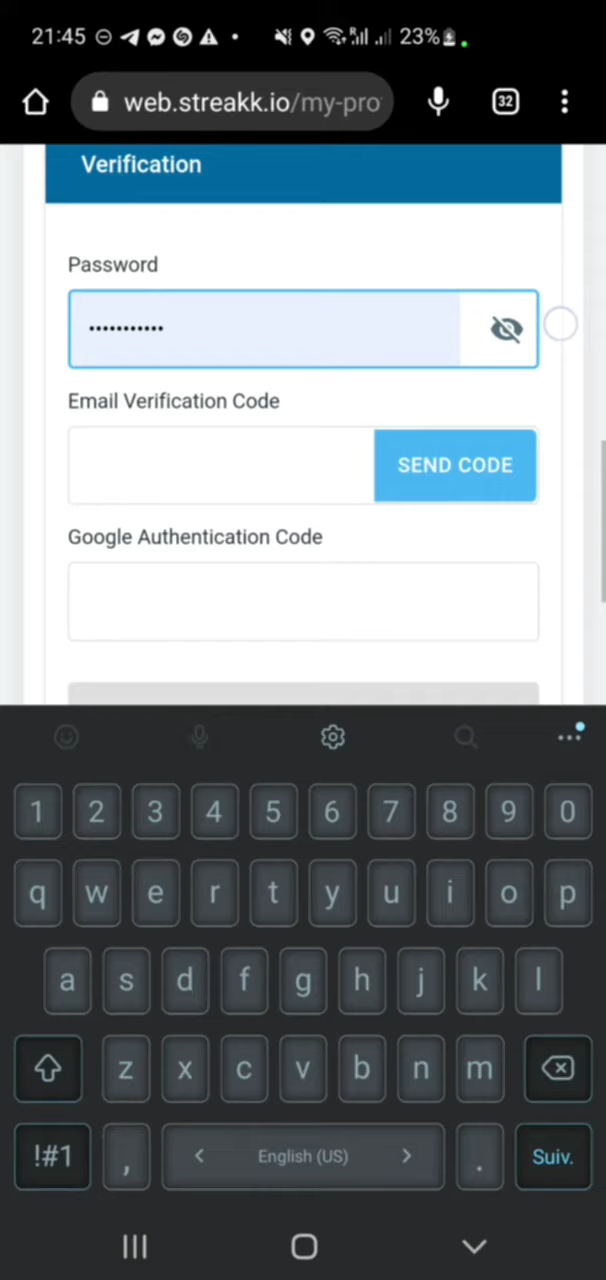 21:45 23%
web.streakk.io/my-pro 32
Verification
Password
•••••••••••
Email Verification Code
SEND CODE
Google Authentication Code
1 2 3 4 5 6 7 8 9 0
q w e r t y u i o p
a s d f g h j k l
z x c v b n m
!#1 , < English (US) > . Suiv.